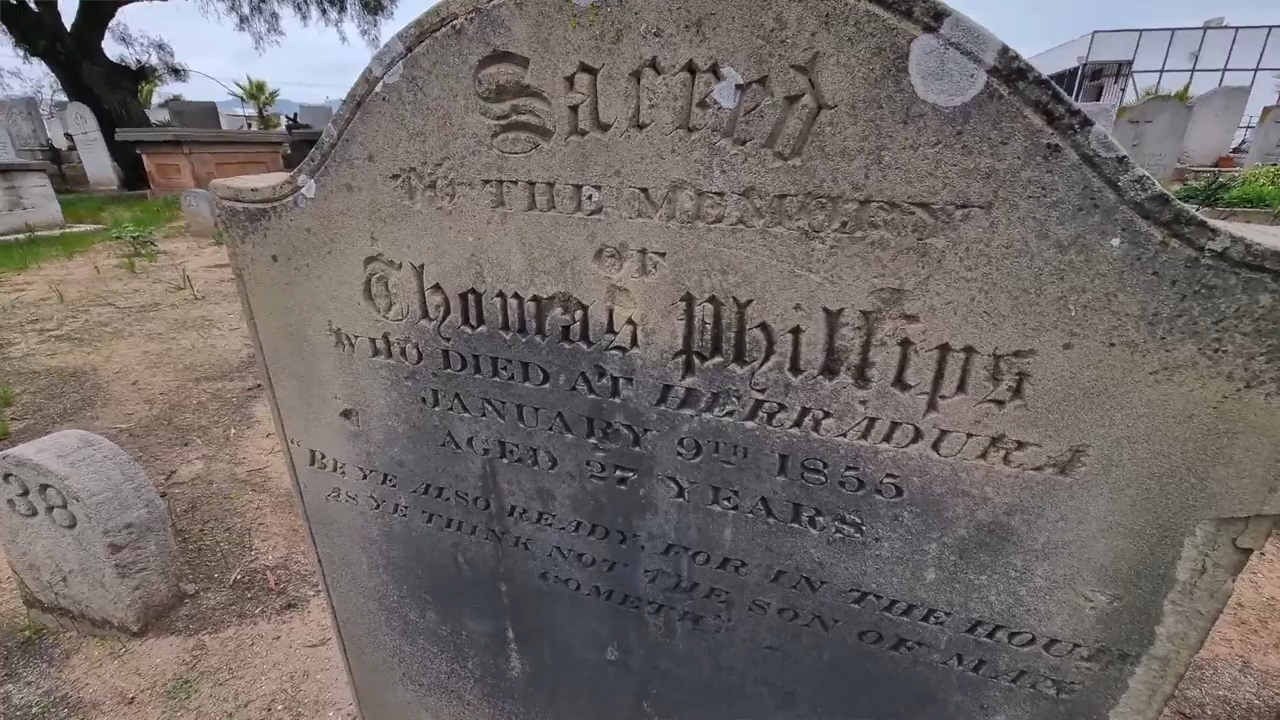 Sacred
TO THE MEMORY
OF
Thomas Phillips
WHO DIED AT HERRADURA
JANUARY 9TH 1855
AGED 27 YEARS.
"BE YE ALSO READY, FOR IN THE HOUR
AS YE THINK NOT THE SON OF MAN
COMETH"
38